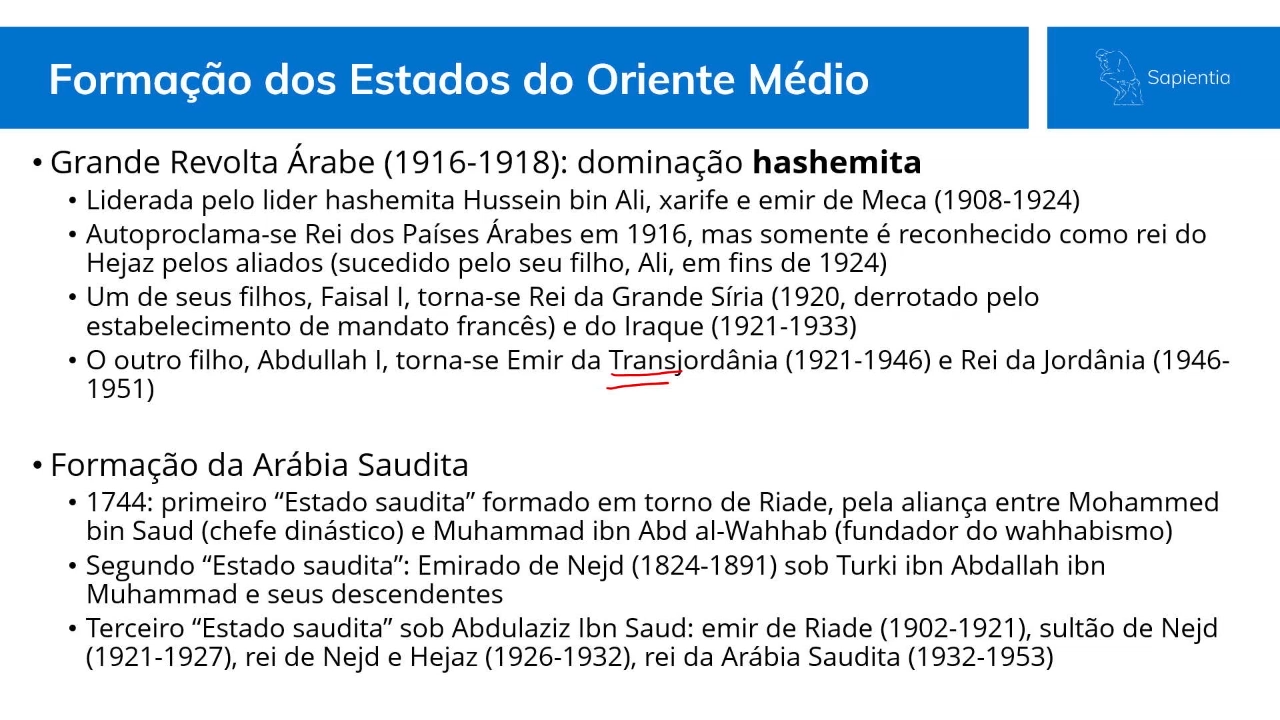 Formação dos Estados do Oriente Médio
Sapientia
• Grande Revolta Árabe (1916-1918): dominação hashemita
• Liderada pelo lider hashemita Hussein bin Ali, xarife e emir de Meca (1908-1924)
• Autoproclama-se Rei dos Países Árabes em 1916, mas somente é reconhecido como rei do
Hejaz pelos aliados (sucedido pelo seu filho, Ali, em fins de 1924)
• Um de seus filhos, Faisal I, torna-se Rei da Grande Síria (1920, derrotado pelo
estabelecimento de mandato francês) e do Iraque (1921-1933)
• O outro filho, Abdullah I, torna-se Emir da Transjordânia (1921-1946) e Rei da Jordânia (1946-
1951)
• Formação da Arábia Saudita
• 1744: primeiro “Estado saudita” formado em torno de Riade, pela aliança entre Mohammed
bin Saud (chefe dinástico) e Muhammad ibn Abd al-Wahhab (fundador do wahhabismo)
• Segundo “Estado saudita”: Emirado de Nejd (1824-1891) sob Turki ibn Abdallah ibn
Muhammad e seus descendentes
• Terceiro “Estado saudita” sob Abdulaziz Ibn Saud: emir de Riade (1902-1921), sultão de Nejd
(1921-1927), rei de Nejd e Hejaz (1926-1932), rei da Arábia Saudita (1932-1953)